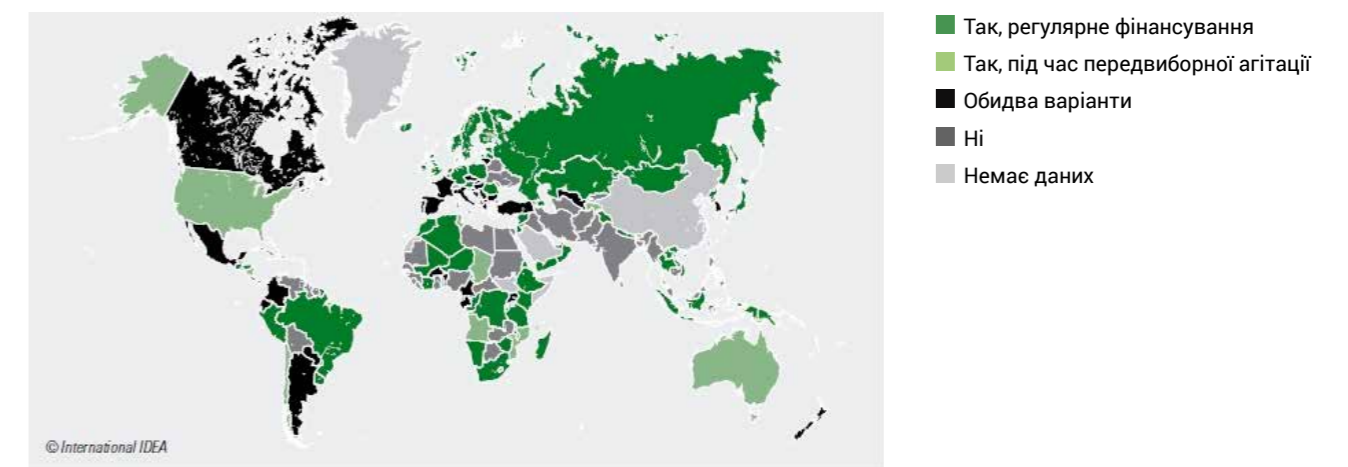 Так, регулярне фінансування
Так, під час передвиборної агітації
Обидва варіанти
Ні
Немає даних
© International IDEA